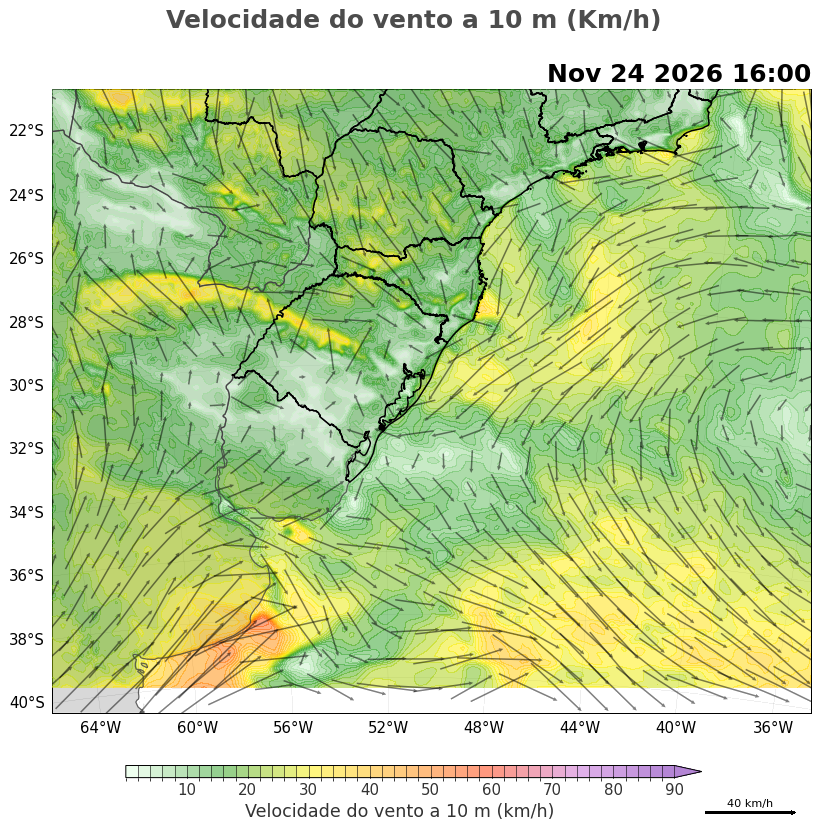 Velocidade do vento a 10 m (Km/h)
Nov 24 2026 16:00
22°S
24°S
26°S
28°S
30°S
32°S
34°S
36°S
38°S
40°S
64°W 60°W 56°W 52°W 48°W 44°W 40°W 36°W
10 20 30 40 50 60 70 80 90
Velocidade do vento a 10 m (km/h)
40 km/h